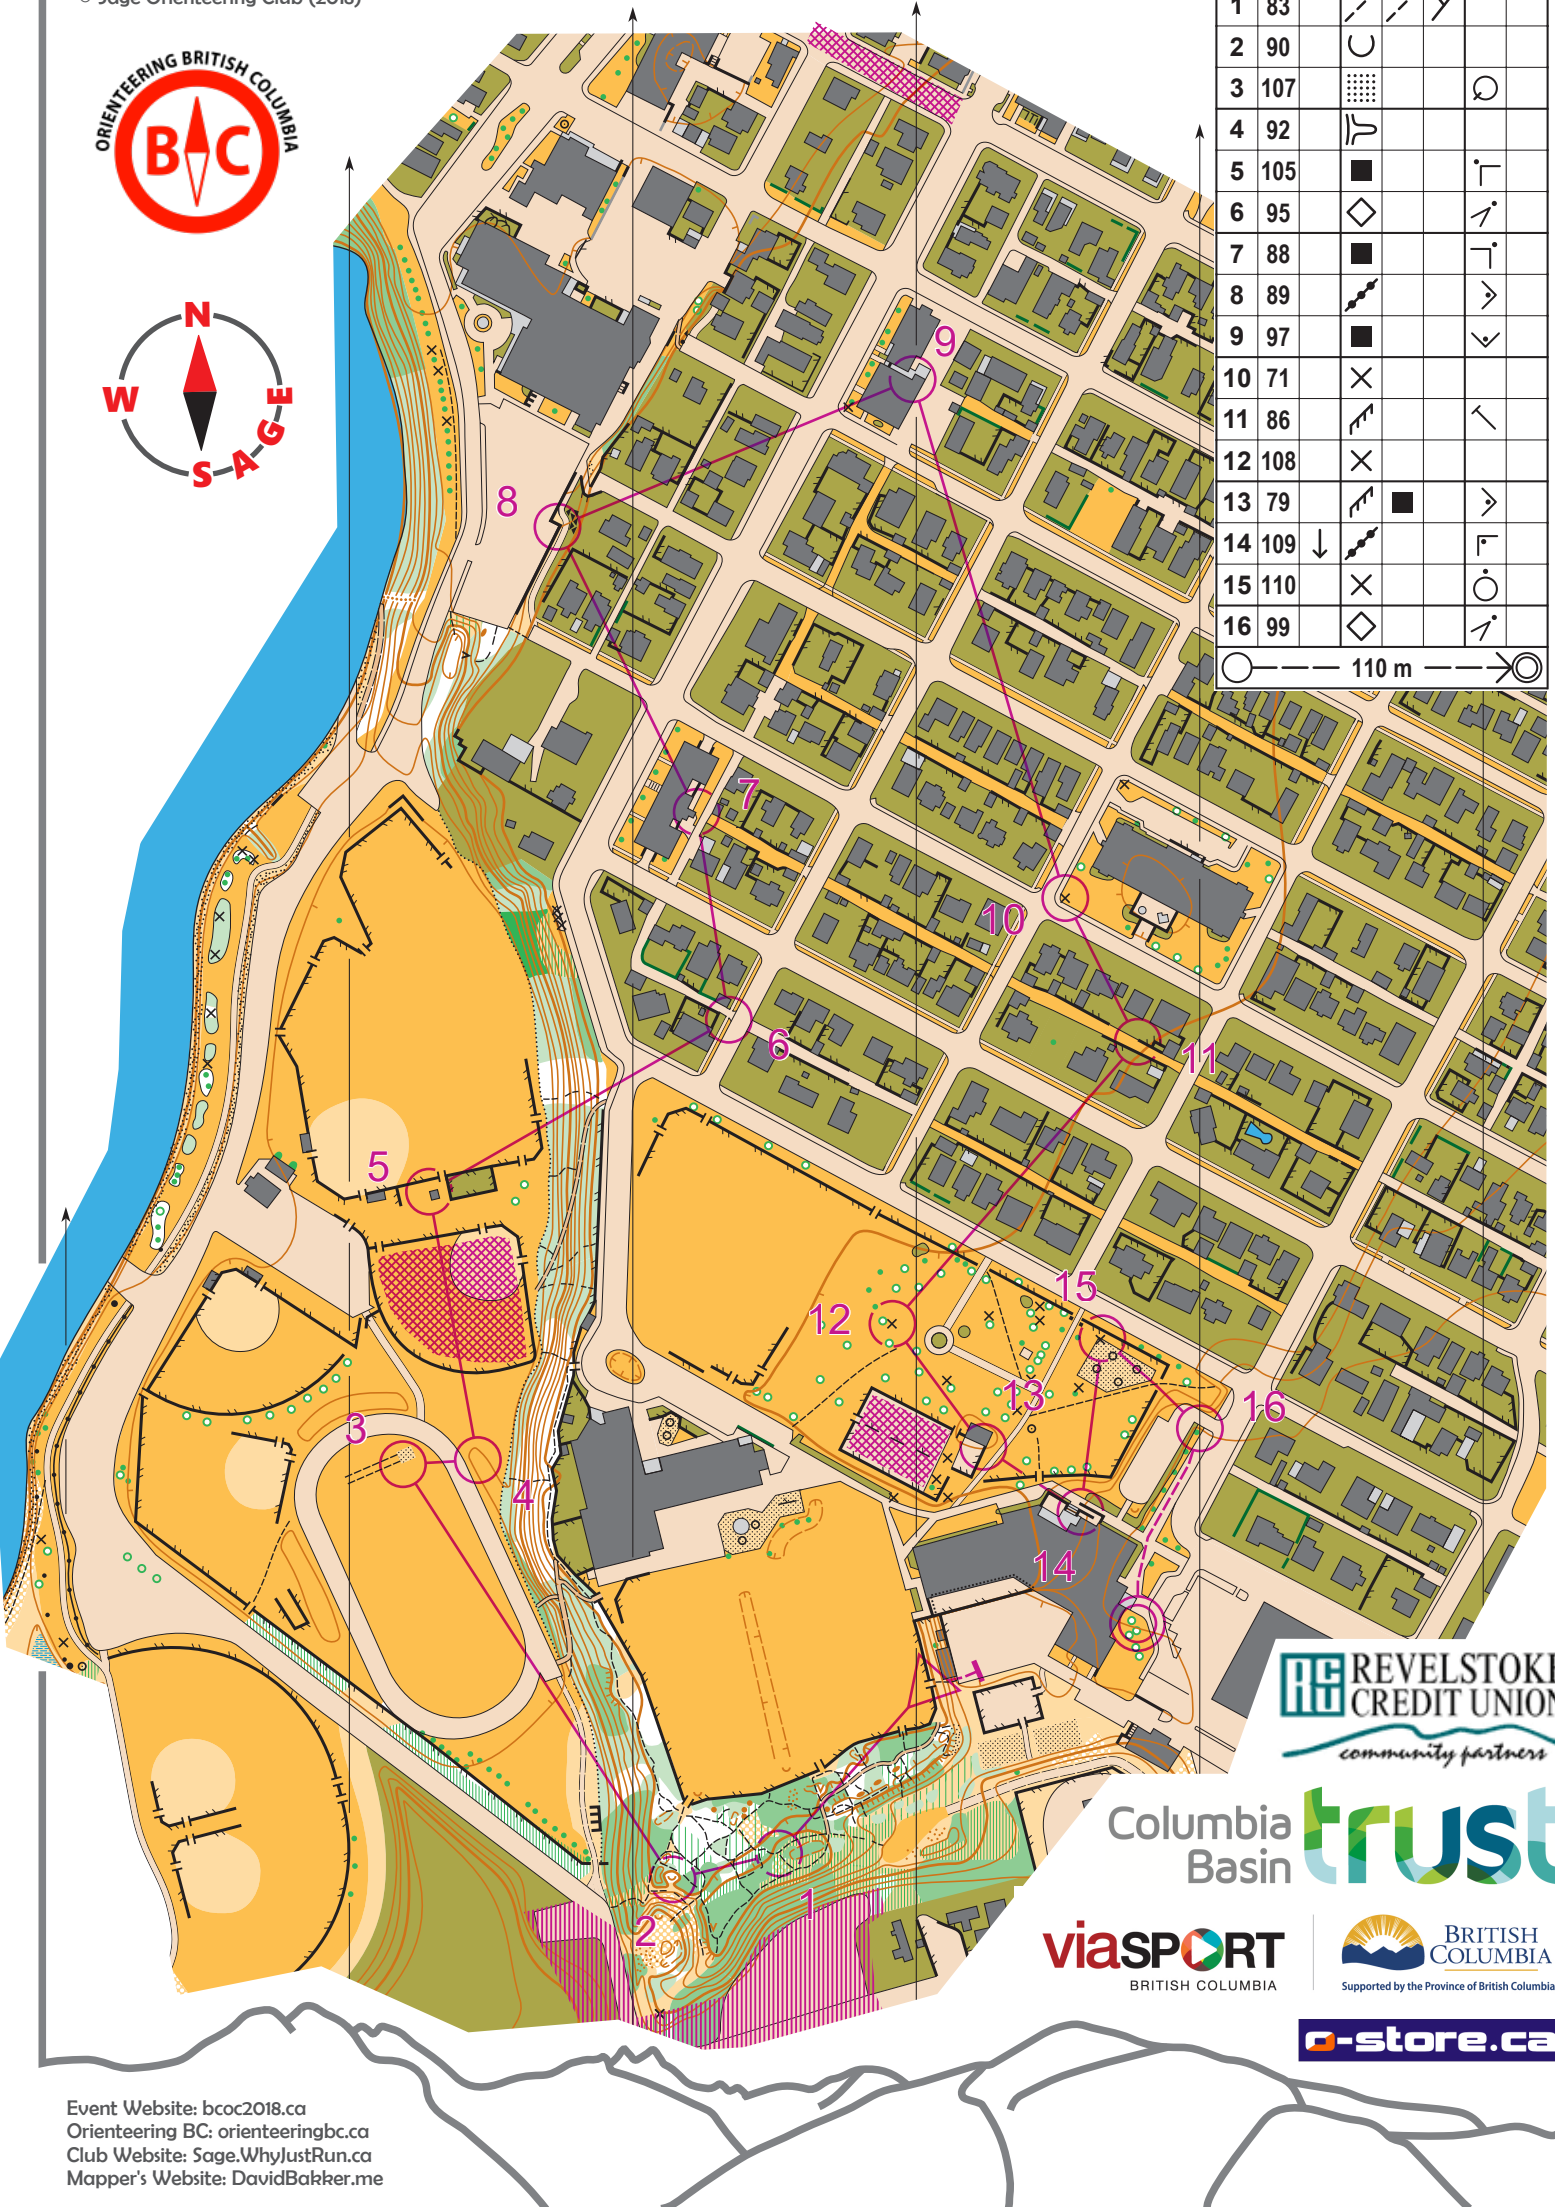 © Sage Orienteering Club (2018)
ORIENTEERING BRITISH COLUMBIA
BC
N
W
E
S
SAGE
1 83
2 90
3 107
4 92
5 105
6 95
7 88
8 89
9 97
10 71
11 86
12 108
13 79
14 109
15 110
16 99
110 m
9
8
7
10
6
11
5
15
12
13
16
3
4
14
1
2
REVELSTOKE
CREDIT UNION
community partners
Columbia
Basin
trust
viaSPORT
BRITISH COLUMBIA
BRITISH
COLUMBIA
Supported by the Province of British Columbia
o-store.ca
Event Website: bcoc2018.ca
Orienteering BC: orienteeringbc.ca
Club Website: Sage.WhyJustRun.ca
Mapper's Website: DavidBakker.me